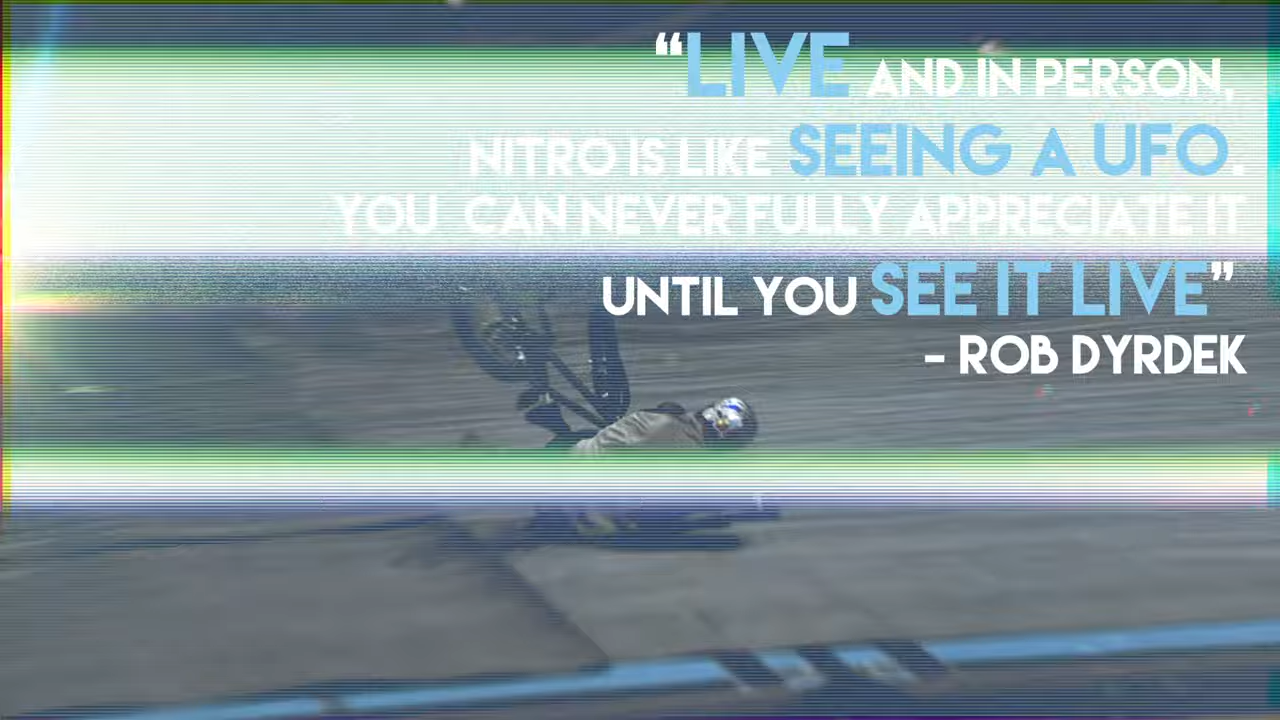 “LIVE AND IN PERSON,
NITRO IS LIKE SEEING A UFO.
YOU CAN NEVER FULLY APPRECIATE IT
UNTIL YOU SEE IT LIVE”
- ROB DYRDEK